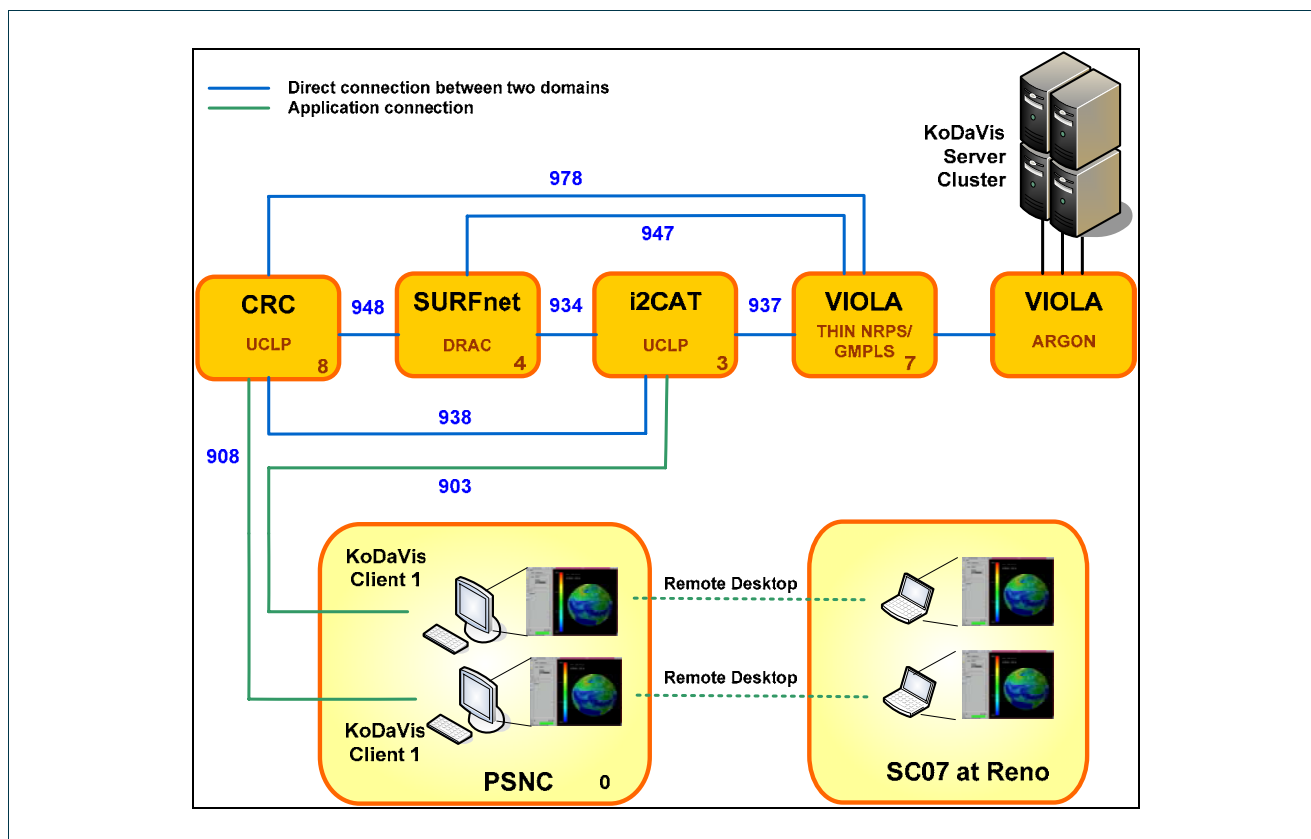 Direct connection between two domains
Application connection
KoDaVis
Server
Cluster
978
947
CRC
UCLP
8
948
SURFnet
DRAC
4
934
i2CAT
UCLP
3
937
VIOLA
THIN NRPS/
GMPLS
7
VIOLA
ARGON
938
908
903
KoDaVis
Client 1
Remote Desktop
Remote Desktop
KoDaVis
Client 1
PSNC
0
SC07 at Reno